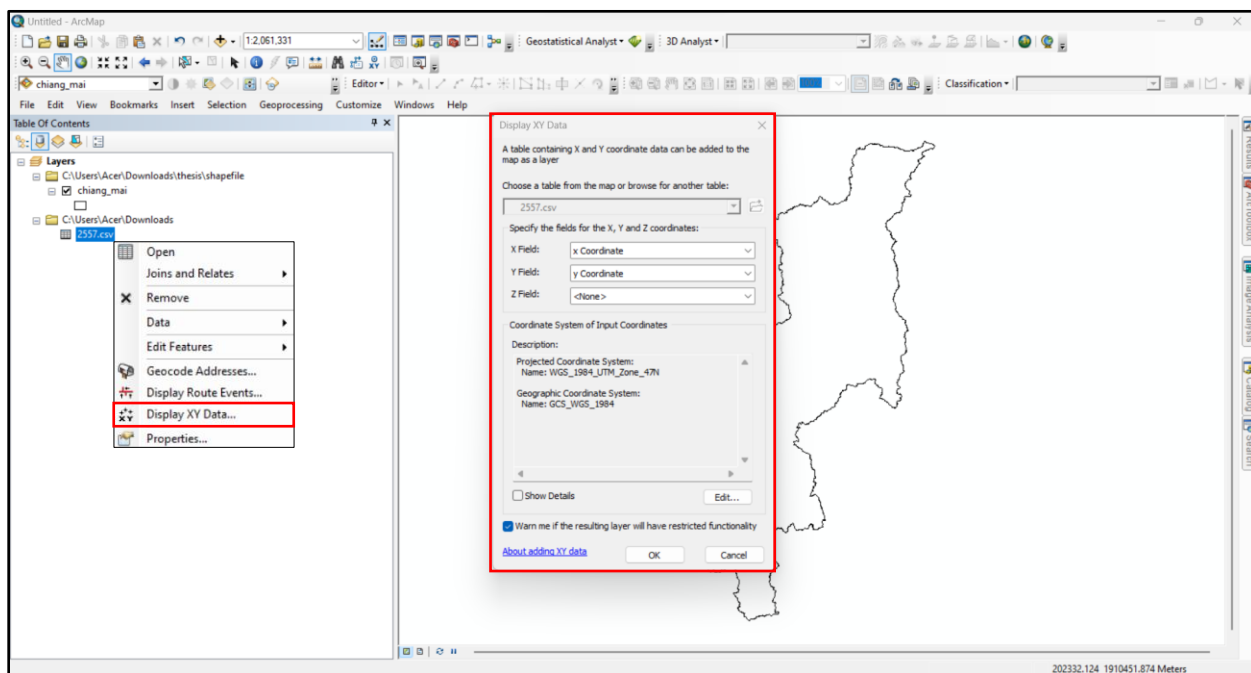 Untitled - ArcMap
1:2,061,331
Geostatistical Analyst
3D Analyst
chiang_mai
Editor
Classification
File Edit View Bookmarks Insert Selection Geoprocessing Customize Windows Help
Table Of Contents
Layers
C:\Users\Acer\Downloads\thesis\shapefile
chiang_mai
C:\Users\Acer\Downloads
2557.csv
Open
Joins and Relates
Remove
Data
Edit Features
Geocode Addresses...
Display Route Events...
Display XY Data...
Properties...
Display XY Data
A table containing X and Y coordinate data can be added to the
map as a layer
Choose a table from the map or browse for another table:
2557.csv
Specify the fields for the X, Y and Z coordinates:
X Field: x Coordinate
Y Field: y Coordinate
Z Field: <None>
Coordinate System of Input Coordinates
Description:
Projected Coordinate System:
Name: WGS_1984_UTM_Zone_47N
Geographic Coordinate System:
Name: GCS_WGS_1984
Show Details
Edit...
Warn me if the resulting layer will have restricted functionality
About adding XY data
OK
Cancel
Results
ArcToolbox
Image Analysis
Catalog
Search
202332.124 1910451.874 Meters